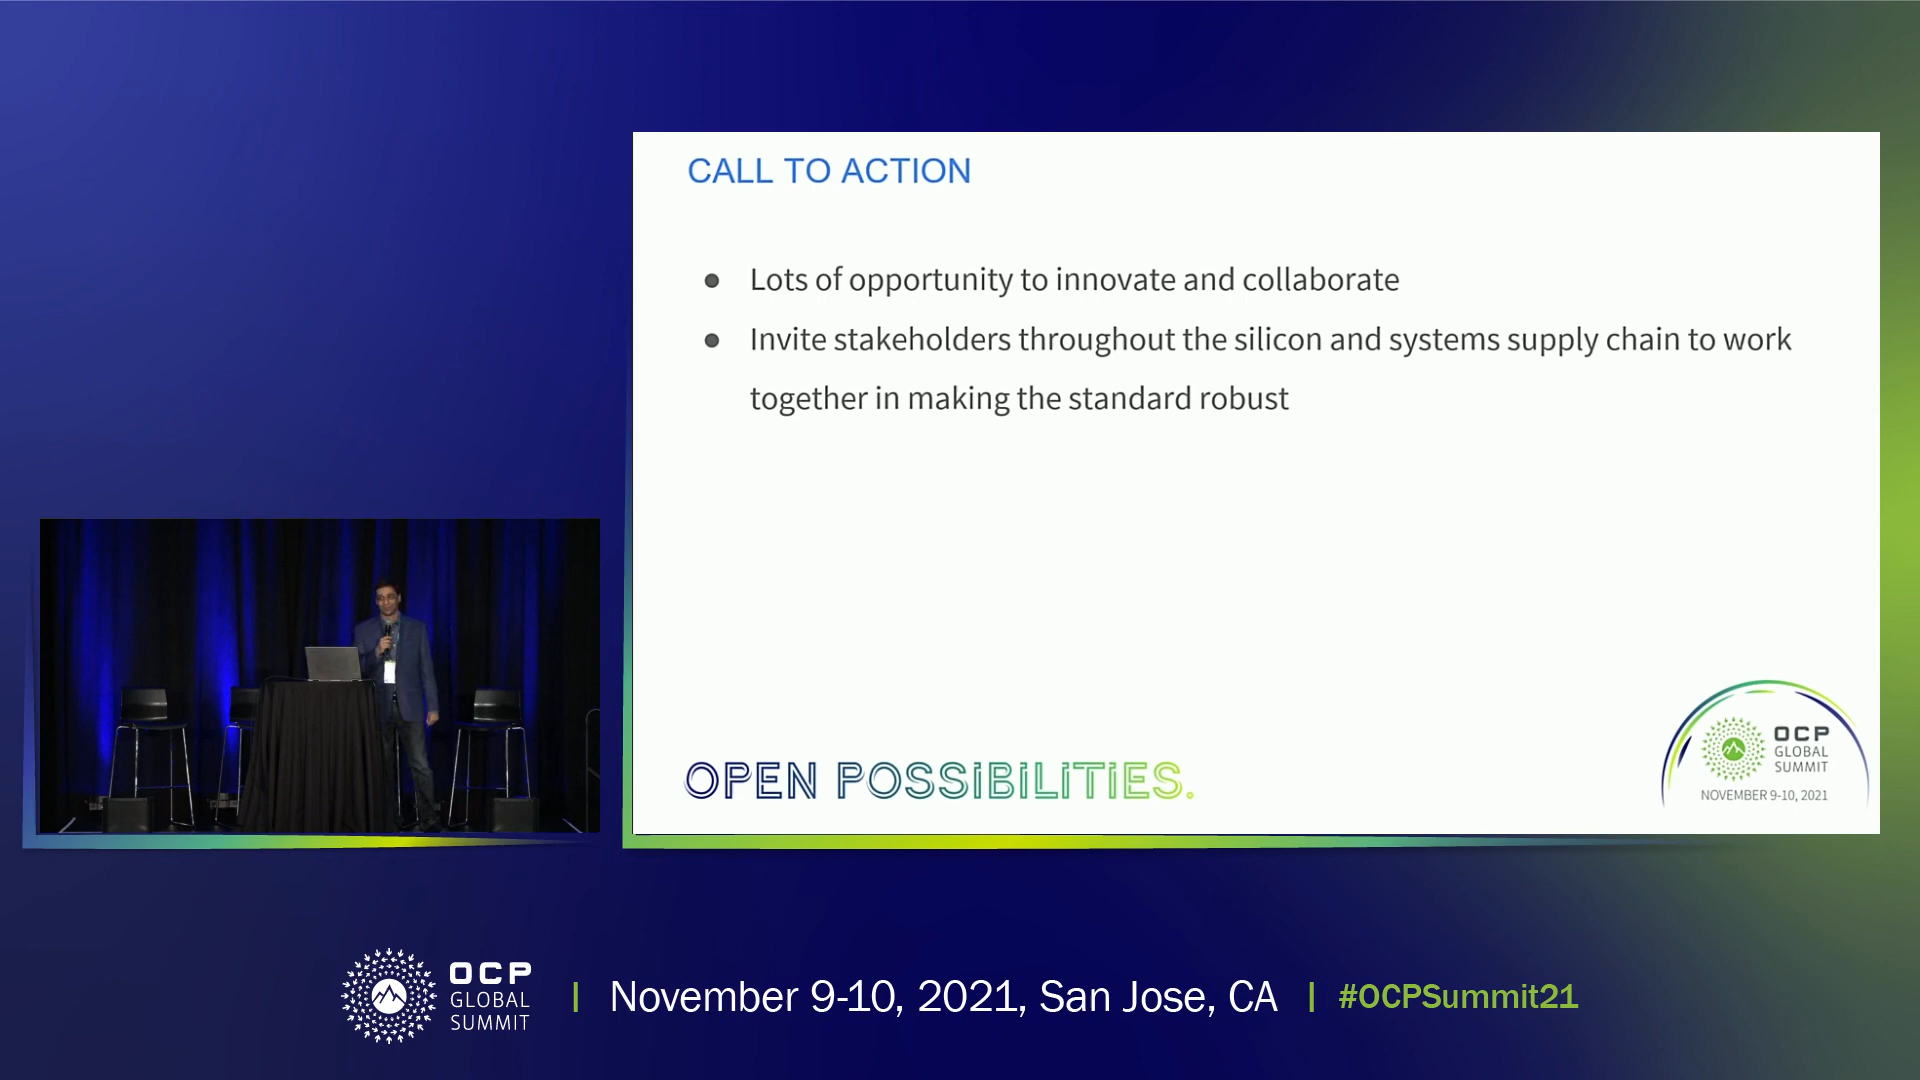 CALL TO ACTION
● Lots of opportunity to innovate and collaborate
● Invite stakeholders throughout the silicon and systems supply chain to work
together in making the standard robust
OPEN POSSIBILITIES.
OCP
GLOBAL
SUMMIT
NOVEMBER 9-10, 2021
OCP
GLOBAL
SUMMIT
| November 9-10, 2021, San Jose, CA | #OCPSummit21